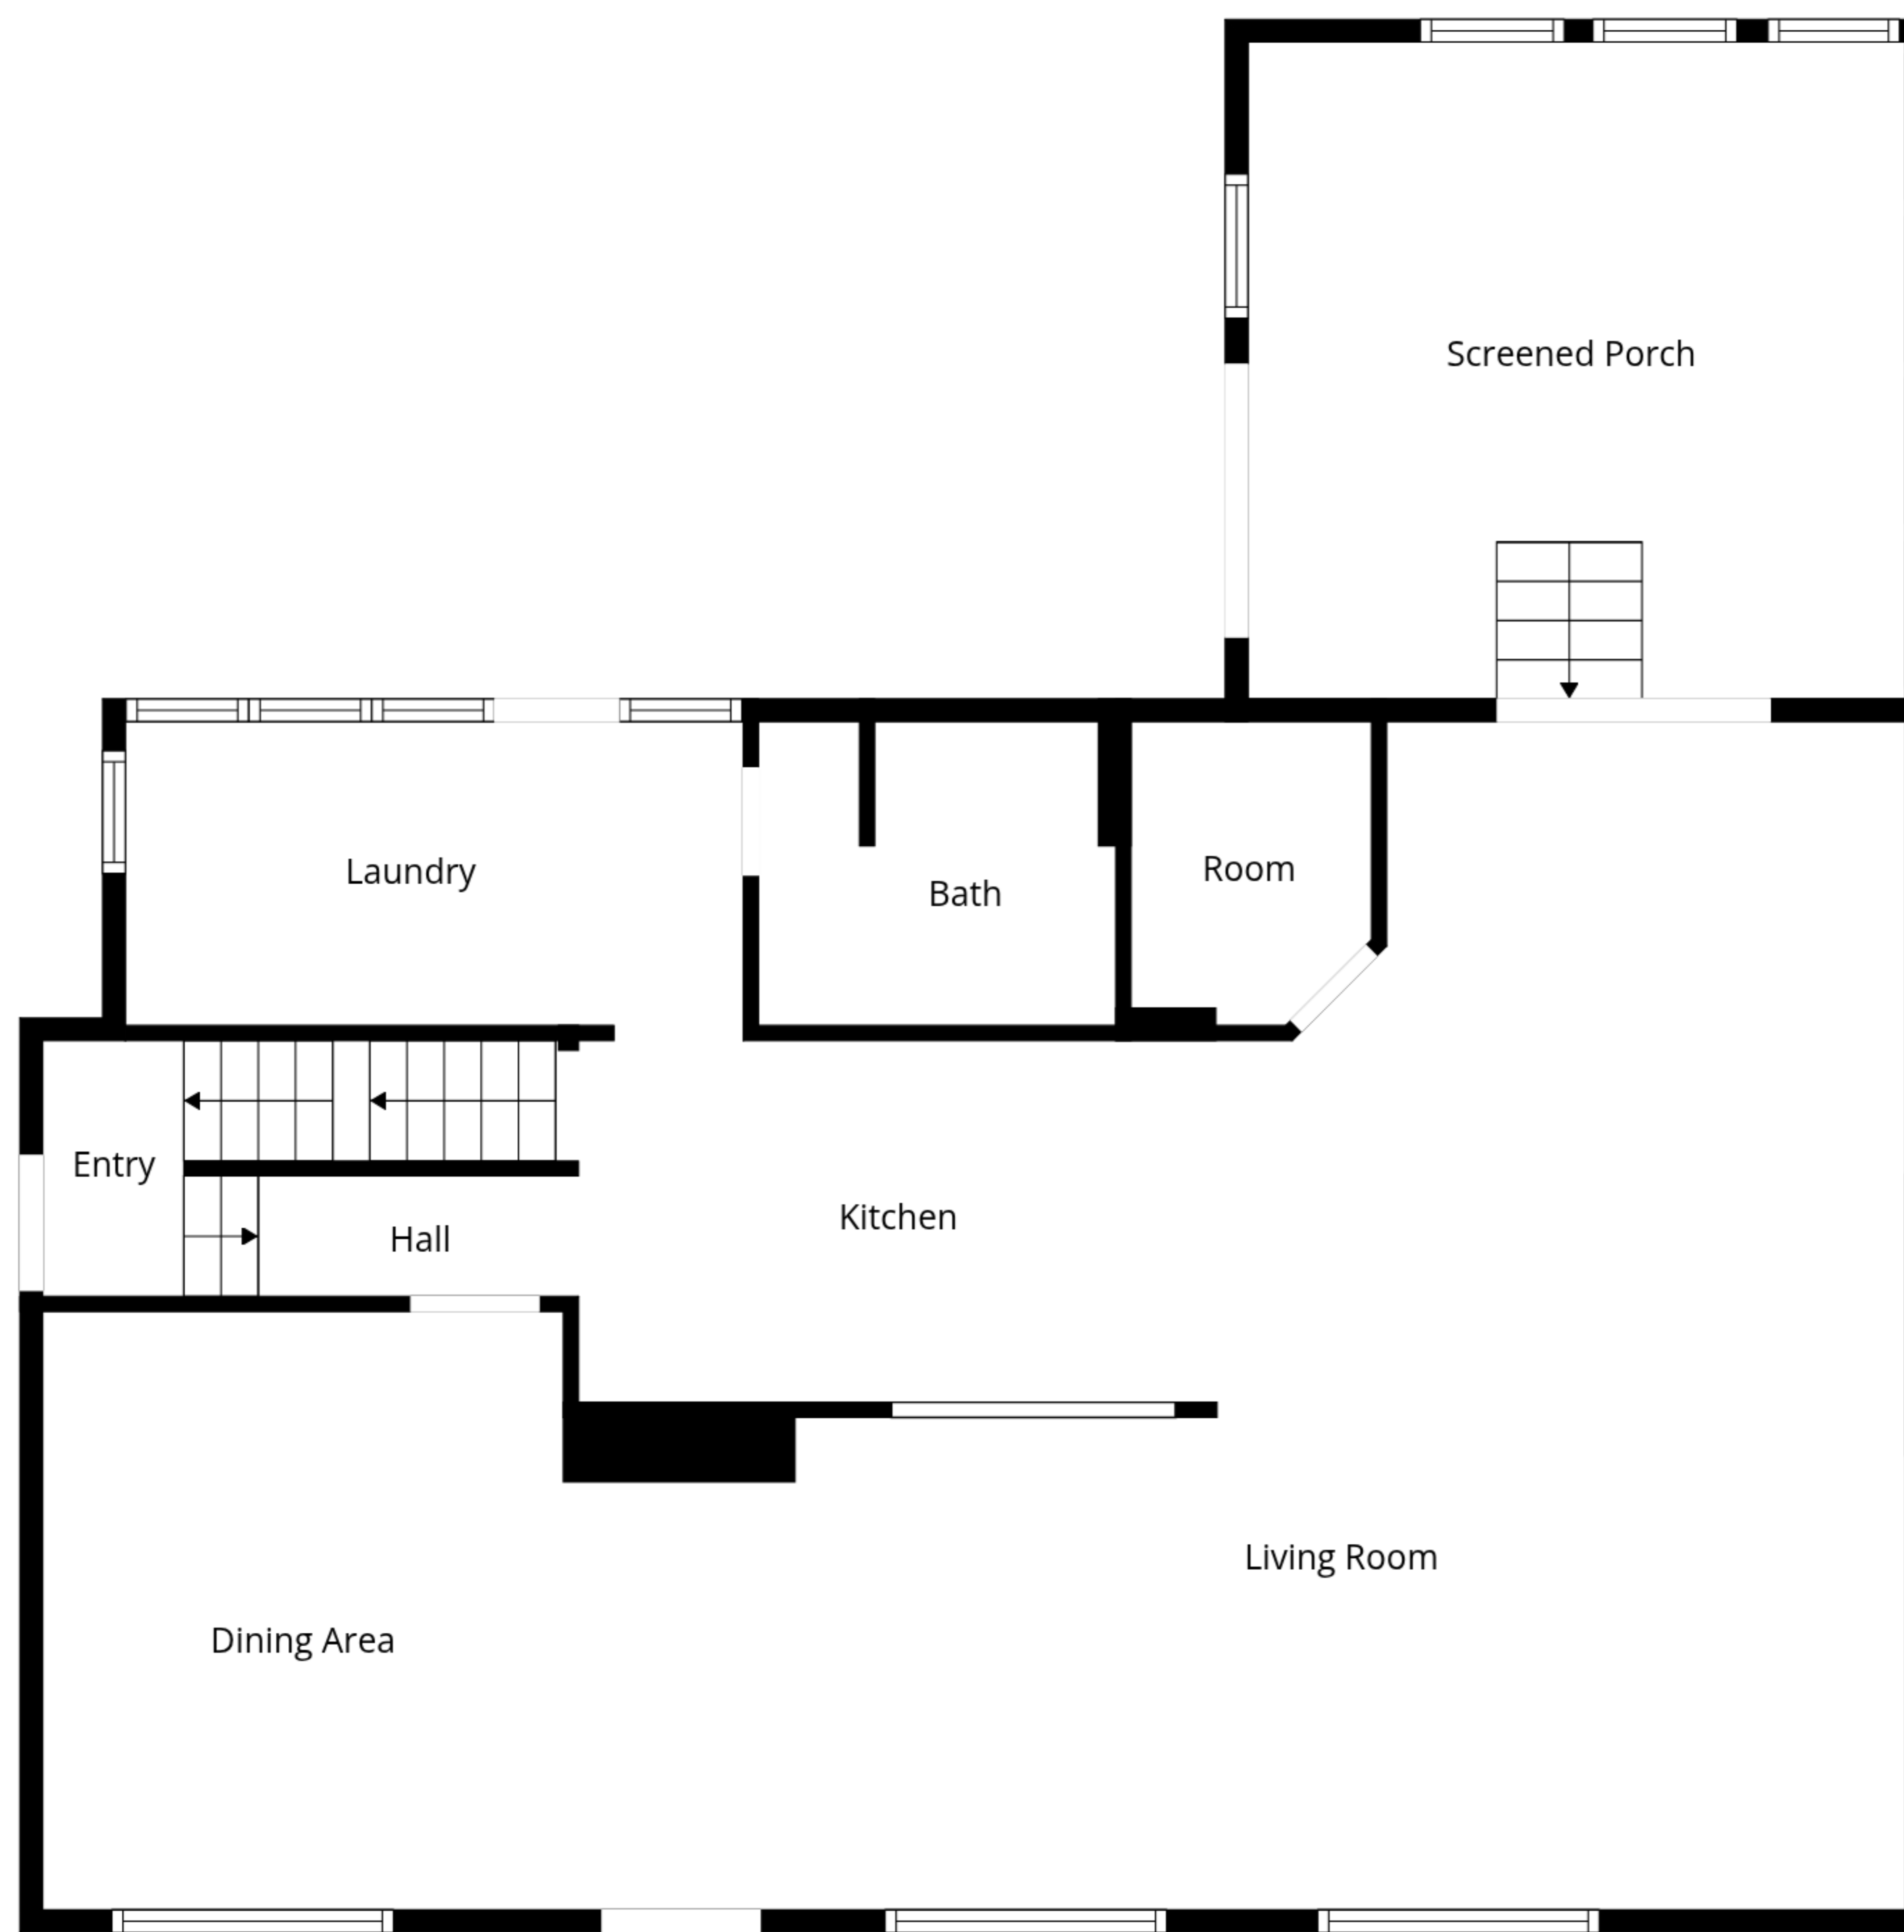 Screened Porch
Laundry
Bath
Room
Entry
Hall
Kitchen
Living Room
Dining Area